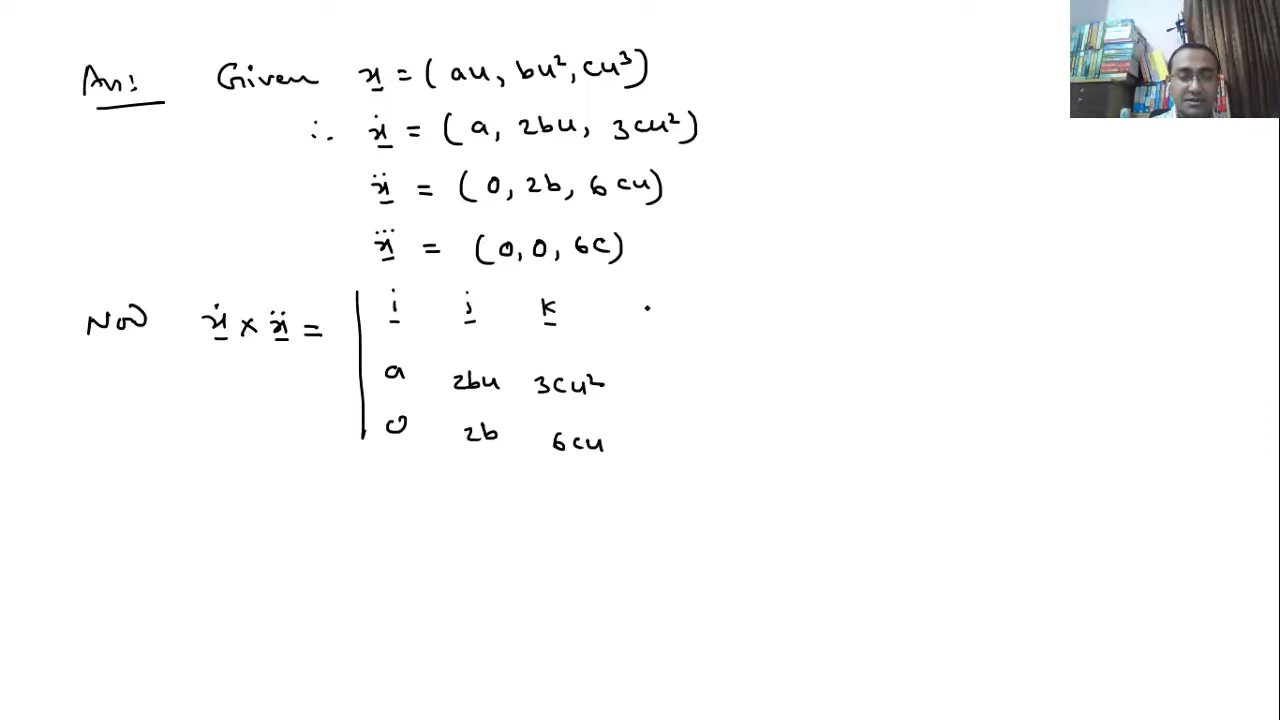 Ans: Given r = (au, bu², cu³)
∴ ṙ = (a, 2bu, 3cu²)
r̈ = (0, 2b, 6cu)
r⃛ = (0, 0, 6c)
Now ṙ × r̈ = | i j k
a 2bu 3cu²
0 2b 6cu